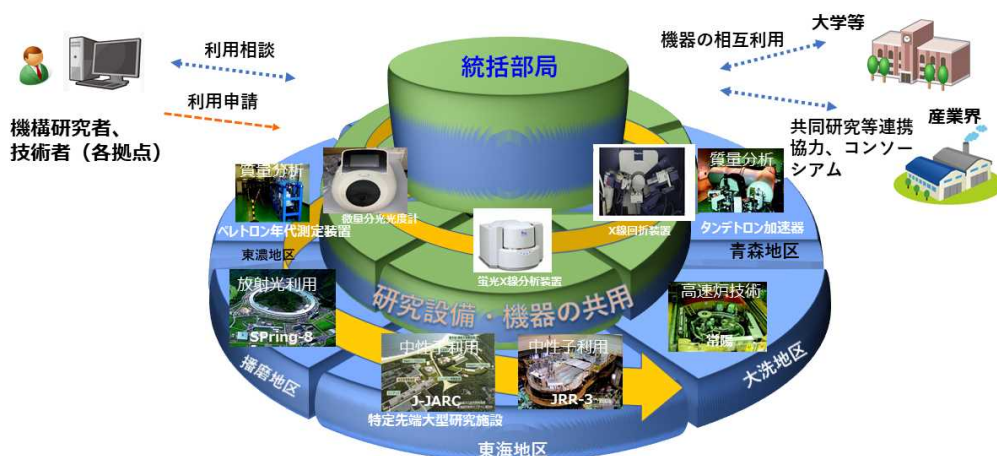 利用相談
利用申請
機構研究者、
技術者（各拠点）
統括部局
機器の相互利用
大学等
共同研究等連携
協力、コンソー
シアム
産業界
質量分析
ペレトロン年代測定装置
東濃地区
微量分光光度計
蛍光X線分析装置
X線回折装置
質量分析
タンデトロン加速器
青森地区
研究設備・機器の共用
放射光利用
SPring-8
播磨地区
中性子利用
J-JARC
特定先端大型研究施設
中性子利用
JRR-3
東海地区
高速炉技術
常陽
大洗地区